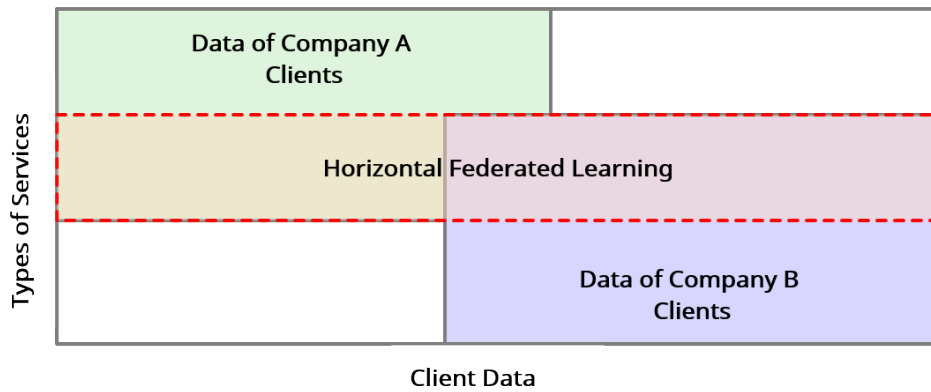 Data of Company A
Clients
Types of Services
Horizontal Federated Learning
Data of Company B
Clients
Client Data